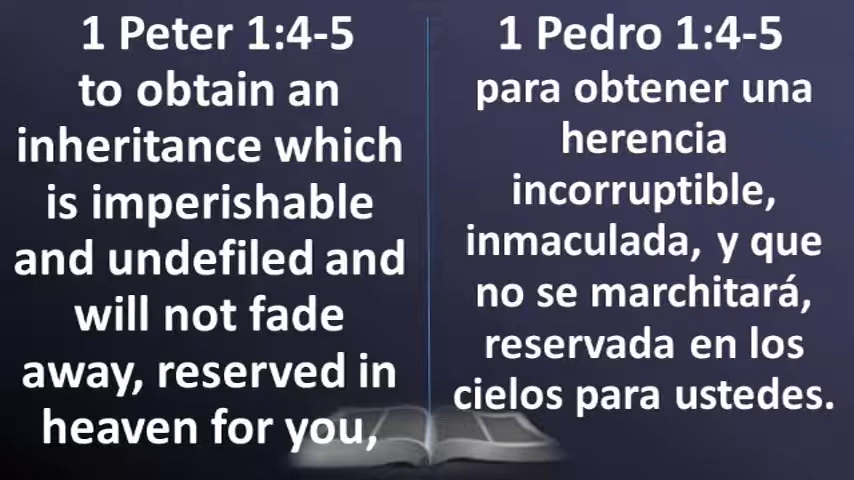 1 Peter 1:4-5
to obtain an
inheritance which
is imperishable
and undefiled and
will not fade
away, reserved in
heaven for you,
1 Pedro 1:4-5
para obtener una
herencia
incorruptible,
inmaculada, y que
no se marchitará,
reservada en los
cielos para ustedes.